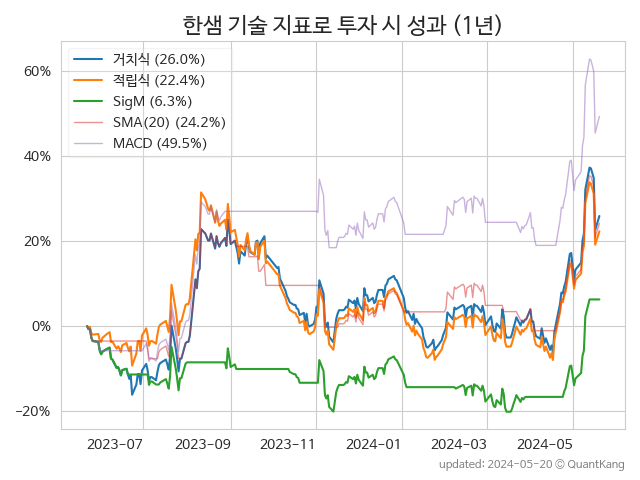 한샘 기술 지표로 투자 시 성과 (1년)
거치식 (26.0%)
적립식 (22.4%)
SigM (6.3%)
SMA(20) (24.2%)
MACD (49.5%)
60%
40%
20%
0%
−20%
2023-07 2023-09 2023-11 2024-01 2024-03 2024-05
updated: 2024-05-20 © QuantKang